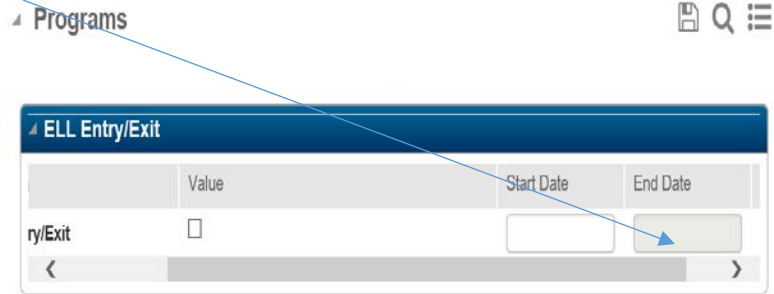 Programs
ELL Entry/Exit
Value Start Date End Date
ry/Exit